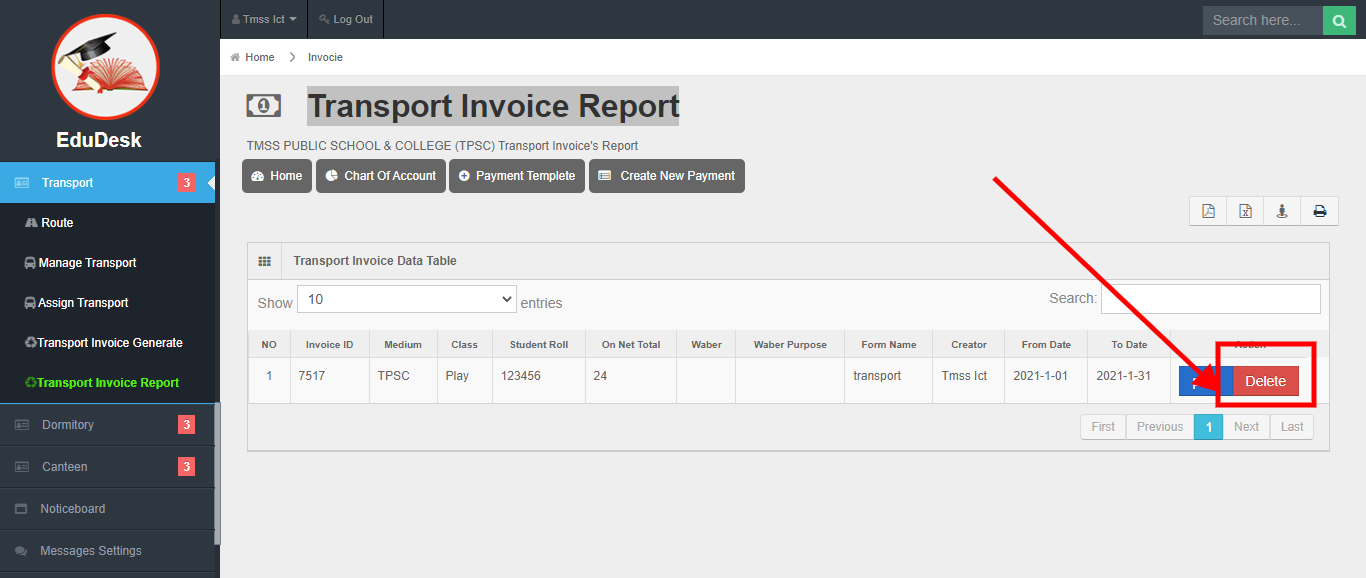 Tmss Ict
Log Out
Search here...
EduDesk
Home
Invocie
Transport Invoice Report
TMSS PUBLIC SCHOOL & COLLEGE (TPSC) Transport Invoice's Report
Home
Chart Of Account
Payment Templete
Create New Payment
Transport 3
Route
Manage Transport
Assign Transport
Transport Invoice Generate
Transport Invoice Report
Dormitory 3
Canteen 3
Noticeboard
Messages Settings
Transport Invoice Data Table
Show 10 entries
Search:
NO Invoice ID Medium Class Student Roll On Net Total Waber Waber Purpose Form Name Creator From Date To Date Action
1 7517 TPSC Play 123456 24 transport Tmss Ict 2021-1-01 2021-1-31 Delete
First Previous 1 Next Last